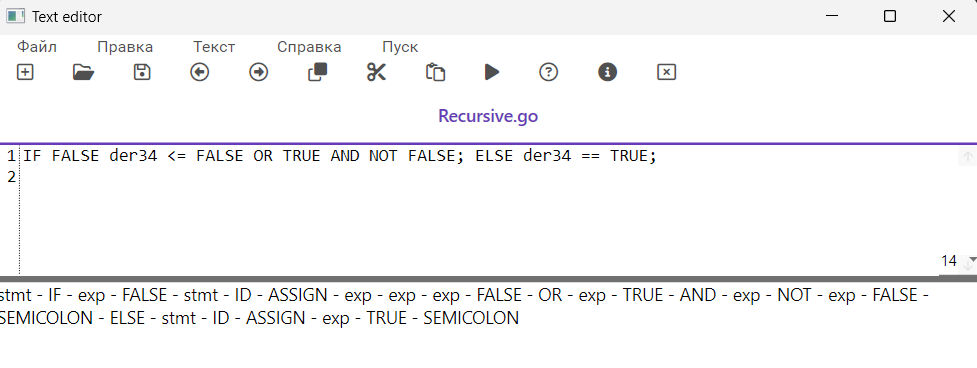 Text editor
Файл Правка Текст Справка Пуск
Recursive.go
1 IF FALSE der34 <= FALSE OR TRUE AND NOT FALSE; ELSE der34 == TRUE;
2
14
stmt - IF - exp - FALSE - stmt - ID - ASSIGN - exp - exp - exp - FALSE - OR - exp - TRUE - AND - exp - NOT - exp - FALSE -
SEMICOLON - ELSE - stmt - ID - ASSIGN - exp - TRUE - SEMICOLON